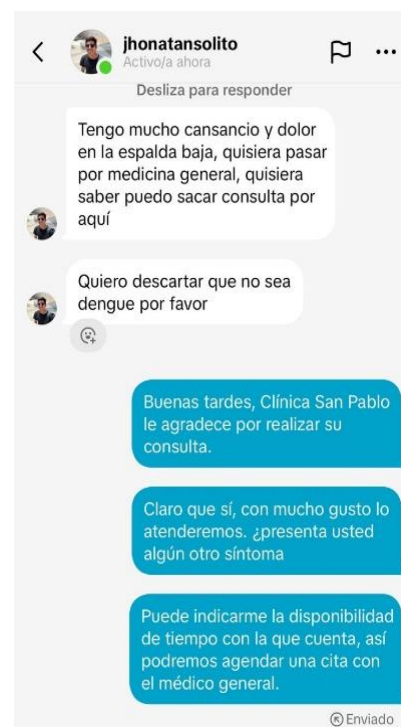 jhonatansolito
Activo/a ahora
Desliza para responder
Tengo mucho cansancio y dolor
en la espalda baja, quisiera pasar
por medicina general, quisiera
saber puedo sacar consulta por
aquí
Quiero descartar que no sea
dengue por favor
Buenas tardes, Clínica San Pablo
le agradece por realizar su
consulta.
Claro que sí, con mucho gusto lo
atenderemos. ¿presenta usted
algún otro síntoma
Puede indicarme la disponibilidad
de tiempo con la que cuenta, así
podremos agendar una cita con
el médico general.
Enviado